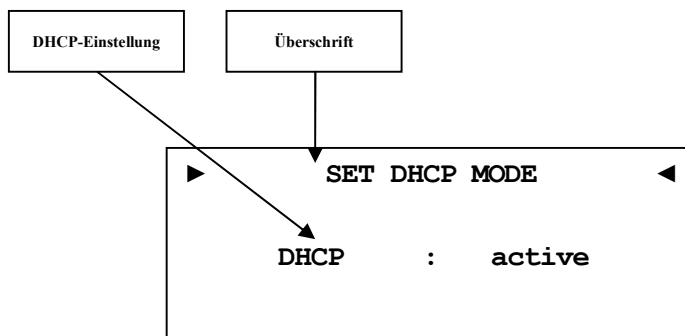 DHCP-Einstellung
Überschrift
► SET DHCP MODE ◄
DHCP : active